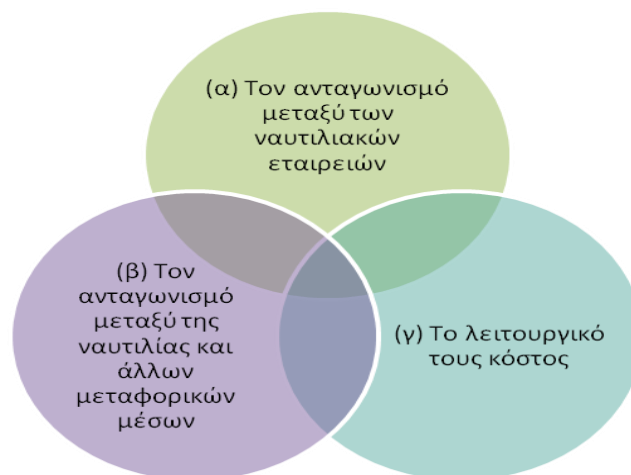 (α) Τον ανταγωνισμό
μεταξύ των
ναυτιλιακών
εταιρειών
(β) Τον
ανταγωνισμό
μεταξύ της
ναυτιλίας και
άλλων
μεταφορικών
μέσων
(γ) Το λειτουργικό
τους κόστος